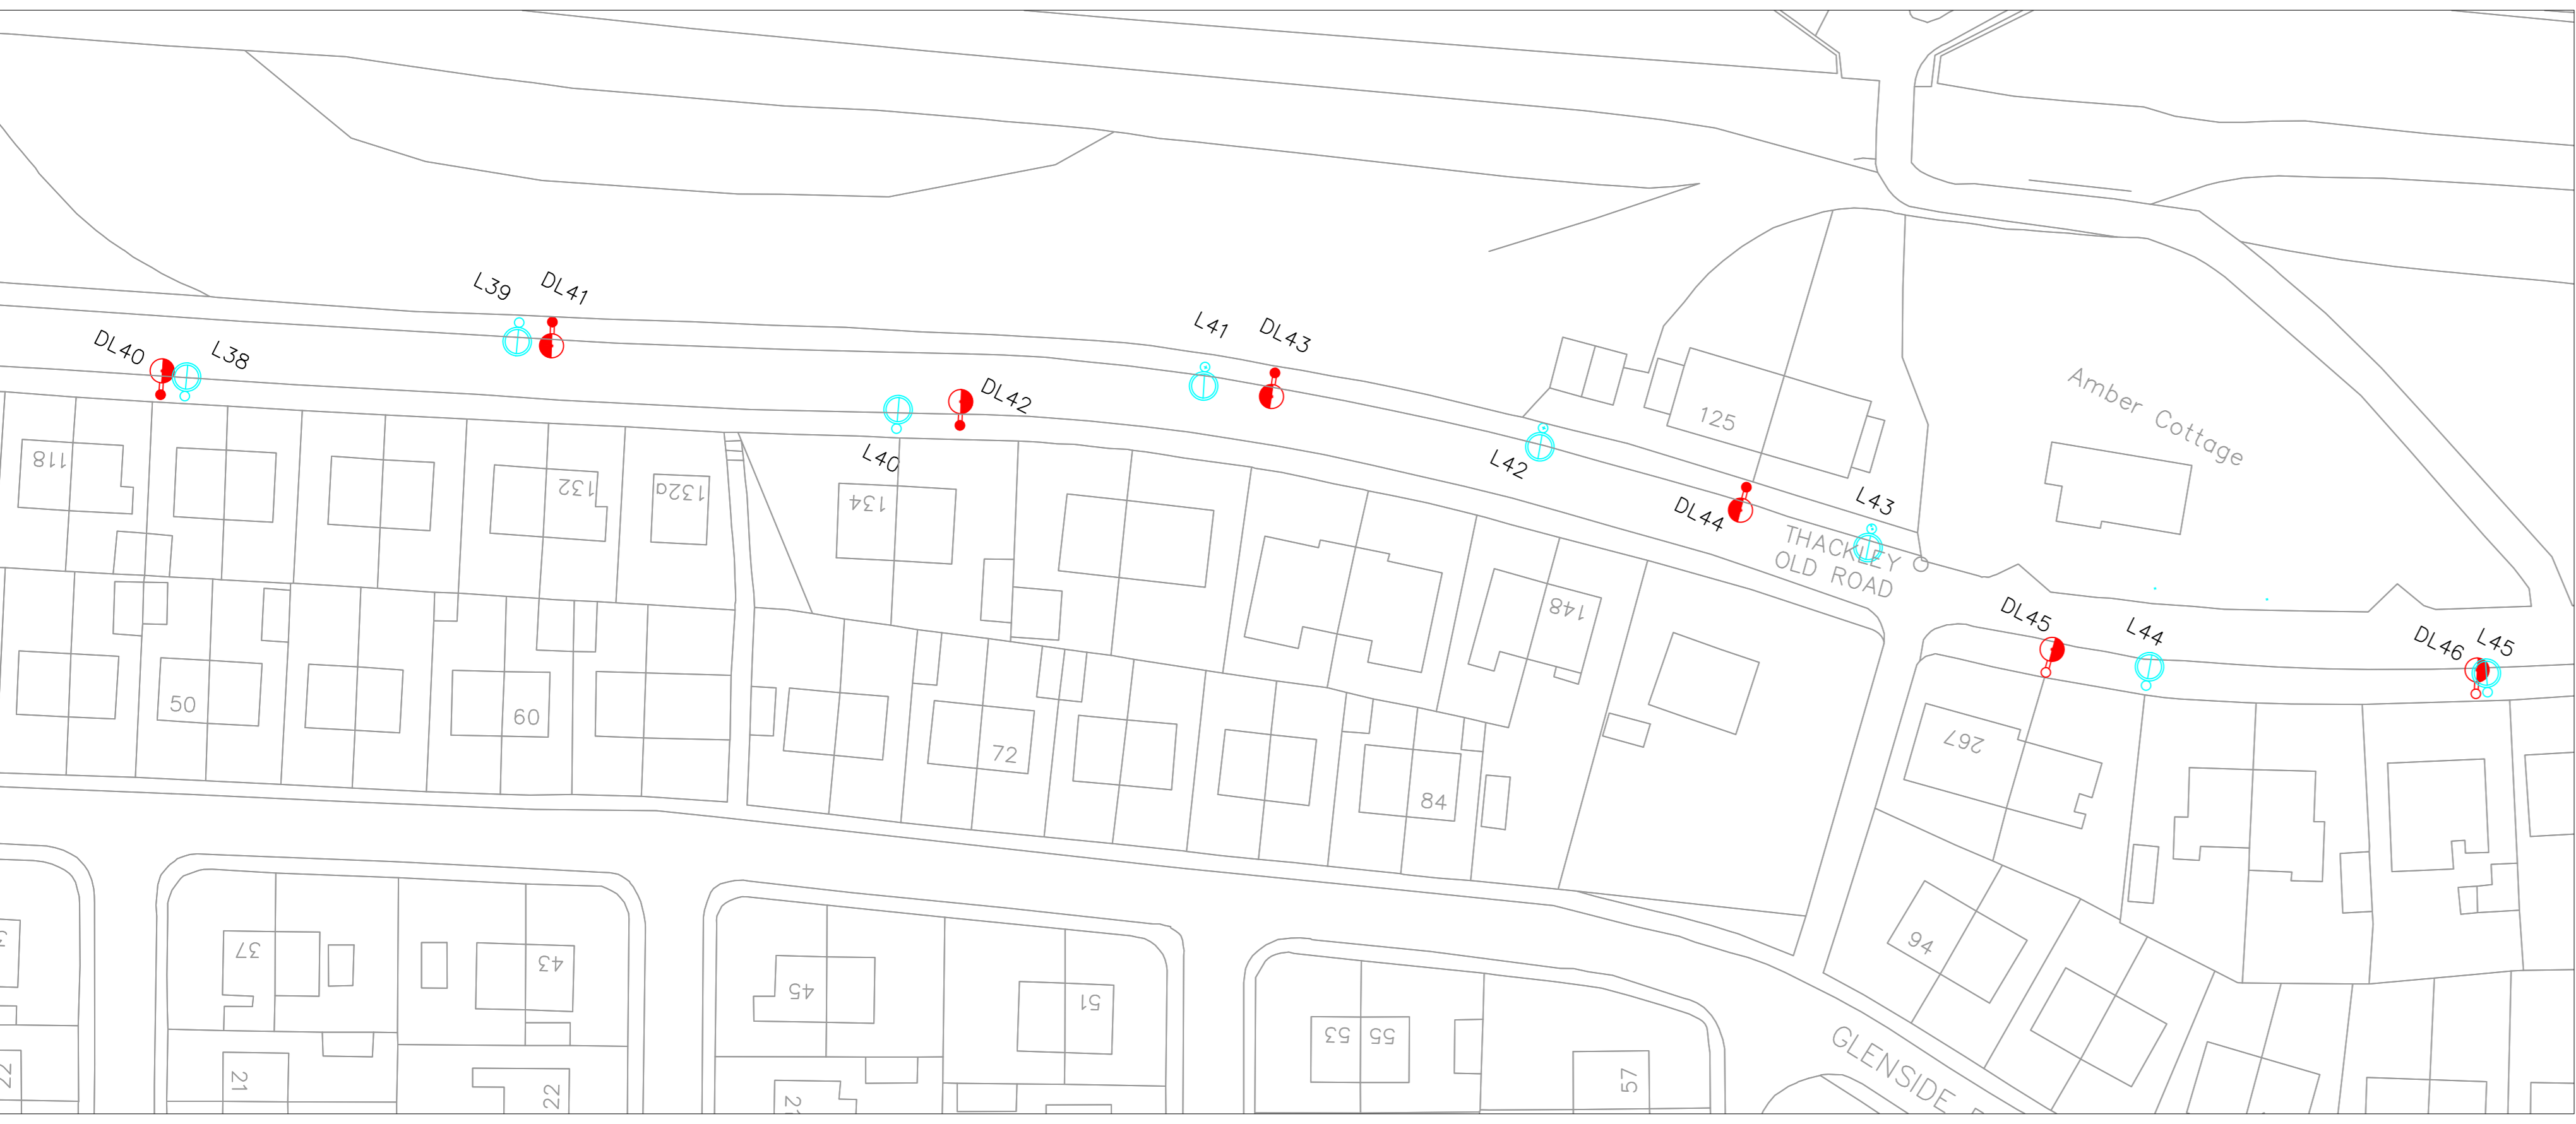 L39
DL41
L41
DL43
DL40
L38
DL42
L40
L42
125
Amber Cottage
DL44
L43
THACKLEY
OLD ROAD
118
132
132a
134
148
DL45
L44
DL46
L45
50
60
72
84
267
94
37
43
45
51
53
55
57
21
22
GLENSIDE